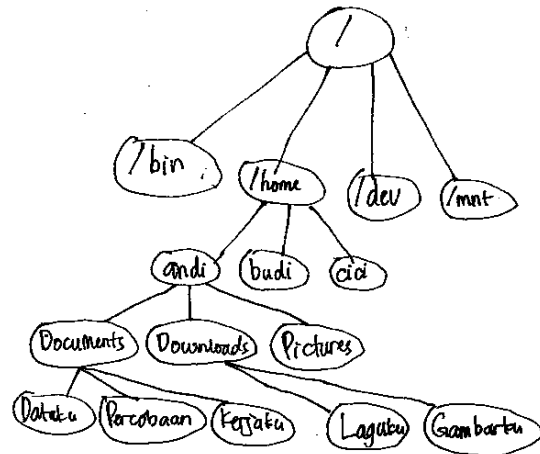 /
/bin
/home
/dev
/mnt
andi
budi
cici
Documents
Downloads
Pictures
Dataku
Percobaan
Kerjaku
Laguku
Gambarku